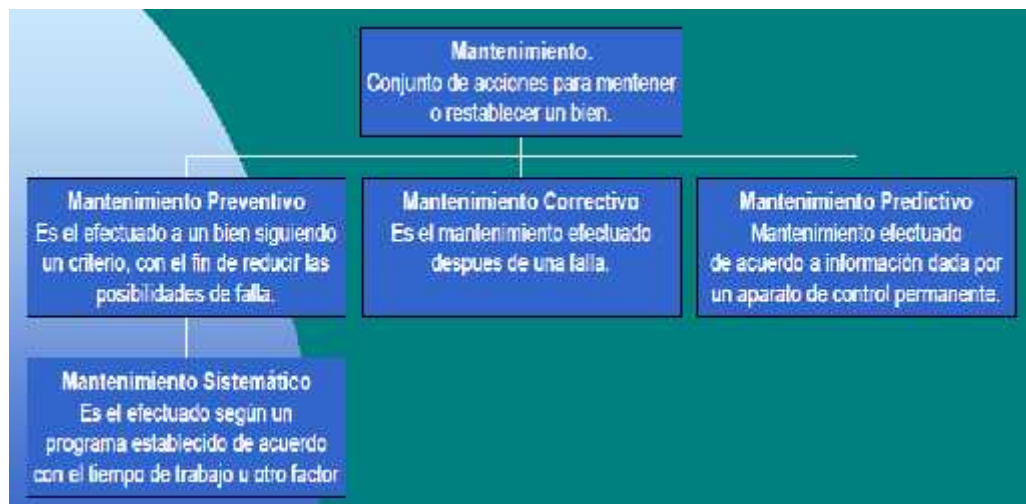 Mantenimiento.
Conjunto de acciones para mentener
o restablecer un bien.
Mantenimiento Preventivo
Es el efectuado a un bien siguiendo
un criterio, con el fin de reducir las
posibilidades de falla.
Mantenimiento Correctivo
Es el mantenimiento efectuado
despues de una falla.
Mantenimiento Predictivo
Mantenimiento efectuado
de acuerdo a información dada por
un aparato de control permanente.
Mantenimiento Sistemático
Es el efectuado según un
programa establecido de acuerdo
con el tiempo de trabajo u otro factor